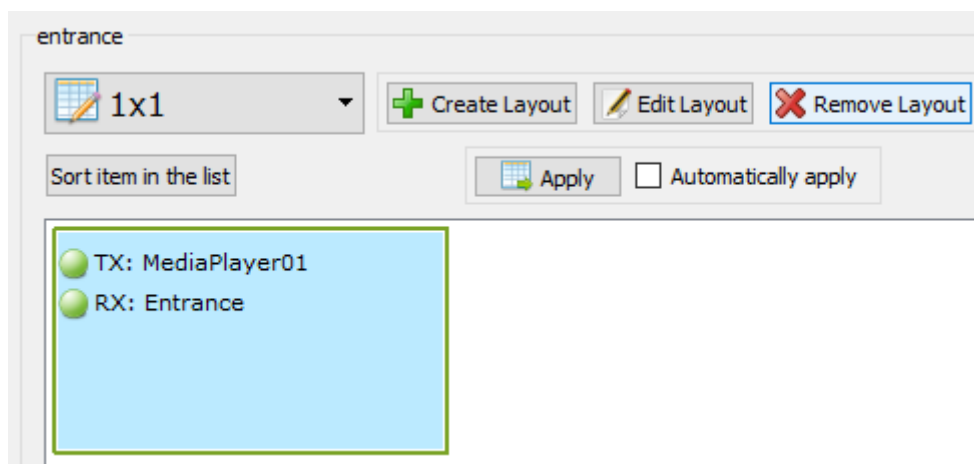 entrance
1x1
Create Layout
Edit Layout
Remove Layout
Sort item in the list
Apply
Automatically apply
TX: MediaPlayer01
RX: Entrance